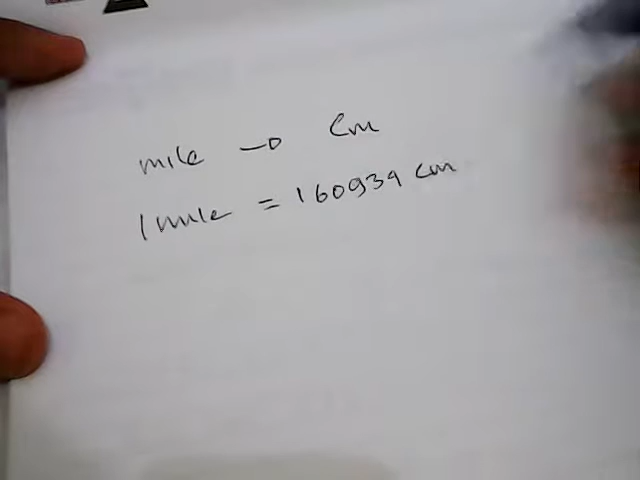 mile → cm
1 mile = 160934 cm